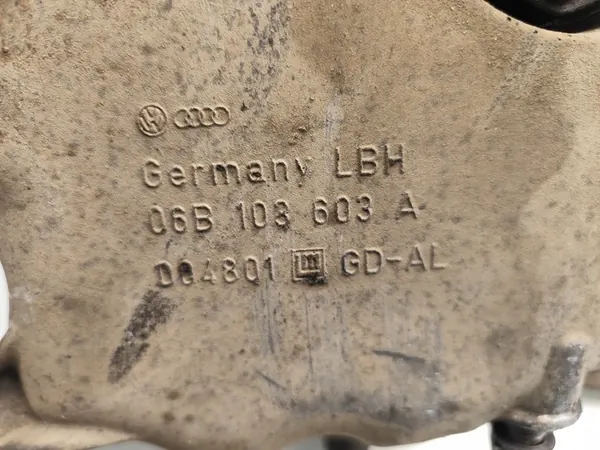 Germany LBH
06B 103 603 A
004801 m GD-AL